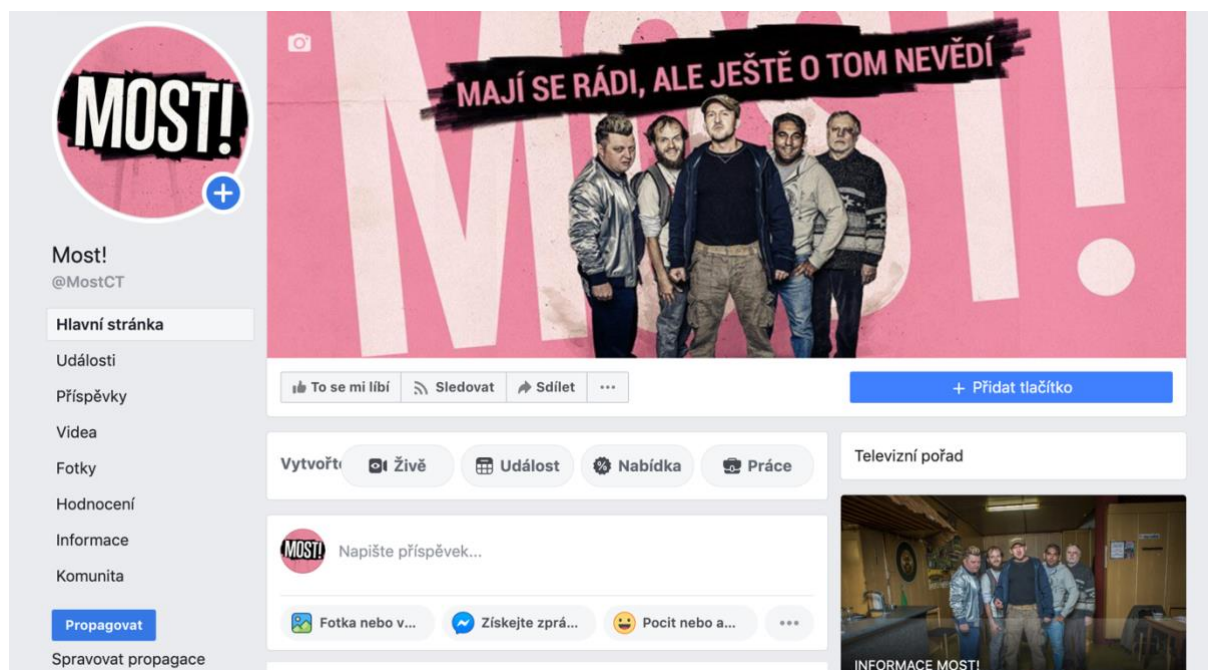 MOST!
Most!
@MostCT
Hlavní stránka
Události
Příspěvky
Videa
Fotky
Hodnocení
Informace
Komunita
Propagovat
Spravovat propagace
MAJÍ SE RÁDI, ALE JEŠTĚ O TOM NEVĚDÍ
MOST!
To se mi líbí
Sledovat
Sdílet
+ Přidat tlačítko
Vytvořte
Živě
Událost
Nabídka
Práce
MOST!
Napište příspěvek...
Fotka nebo v...
Získejte zprá...
Pocit nebo a...
Televizní pořad
INFORMACE MOST!